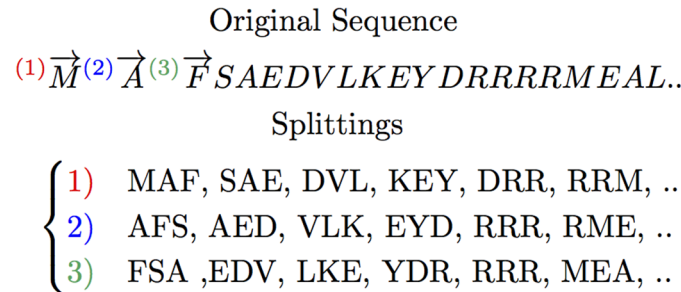 Original Sequence
(1) M (2) A (3) F S A E D V L K E Y D R R R R M E A L ..
Splittings
1) MAF, SAE, DVL, KEY, DRR, RRM, ..
2) AFS, AED, VLK, EYD, RRR, RME, ..
3) FSA ,EDV, LKE, YDR, RRR, MEA, ..